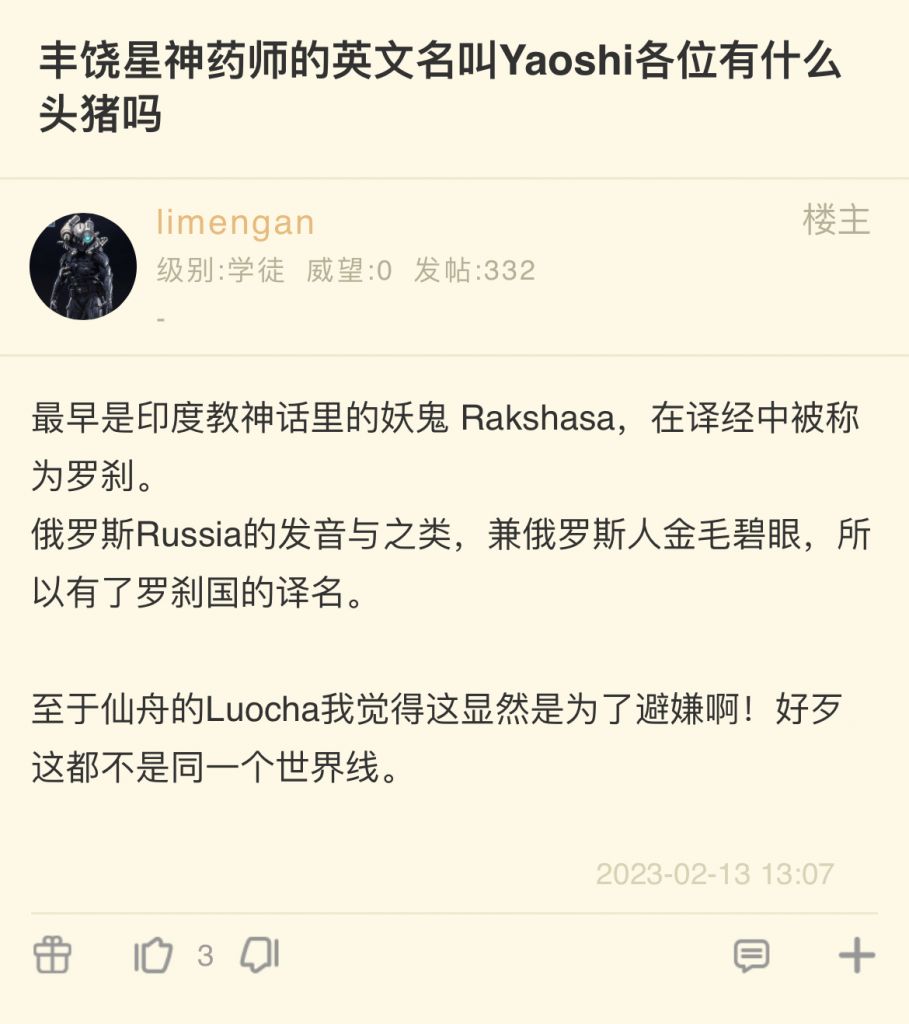 丰饶星神药师的英文名叫Yaoshi各位有什么
头猪吗
limengan
楼主
级别:学徒 威望:0 发帖:332
-
最早是印度教神话里的妖鬼 Rakshasa，在译经中被称
为罗刹。
俄罗斯Russia的发音与之类，兼俄罗斯人金毛碧眼，所
以有了罗刹国的译名。
至于仙舟的Luocha我觉得这显然是为了避嫌啊！好歹
这都不是同一个世界线。
2023-02-13 13:07
3